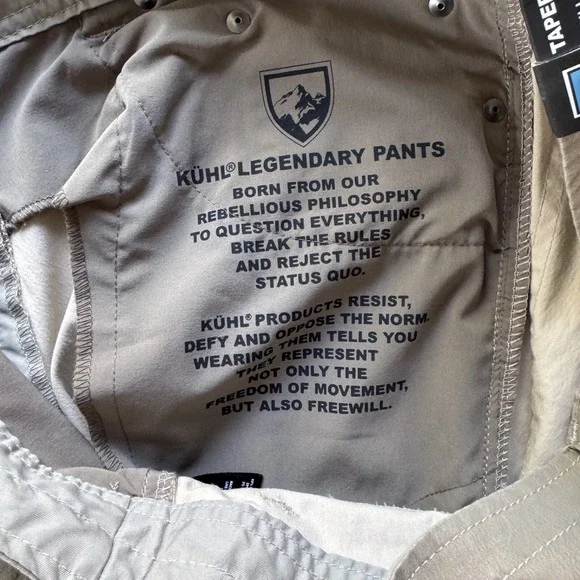 KÜHL® LEGENDARY PANTS
BORN FROM OUR
REBELLIOUS PHILOSOPHY
TO QUESTION EVERYTHING,
BREAK THE RULES
AND REJECT THE
STATUS QUO.
KÜHL® PRODUCTS RESIST,
DEFY AND OPPOSE THE NORM.
WEARING THEM TELLS YOU
THEY REPRESENT
NOT ONLY THE
FREEDOM OF MOVEMENT,
BUT ALSO FREEWILL.
TAPER